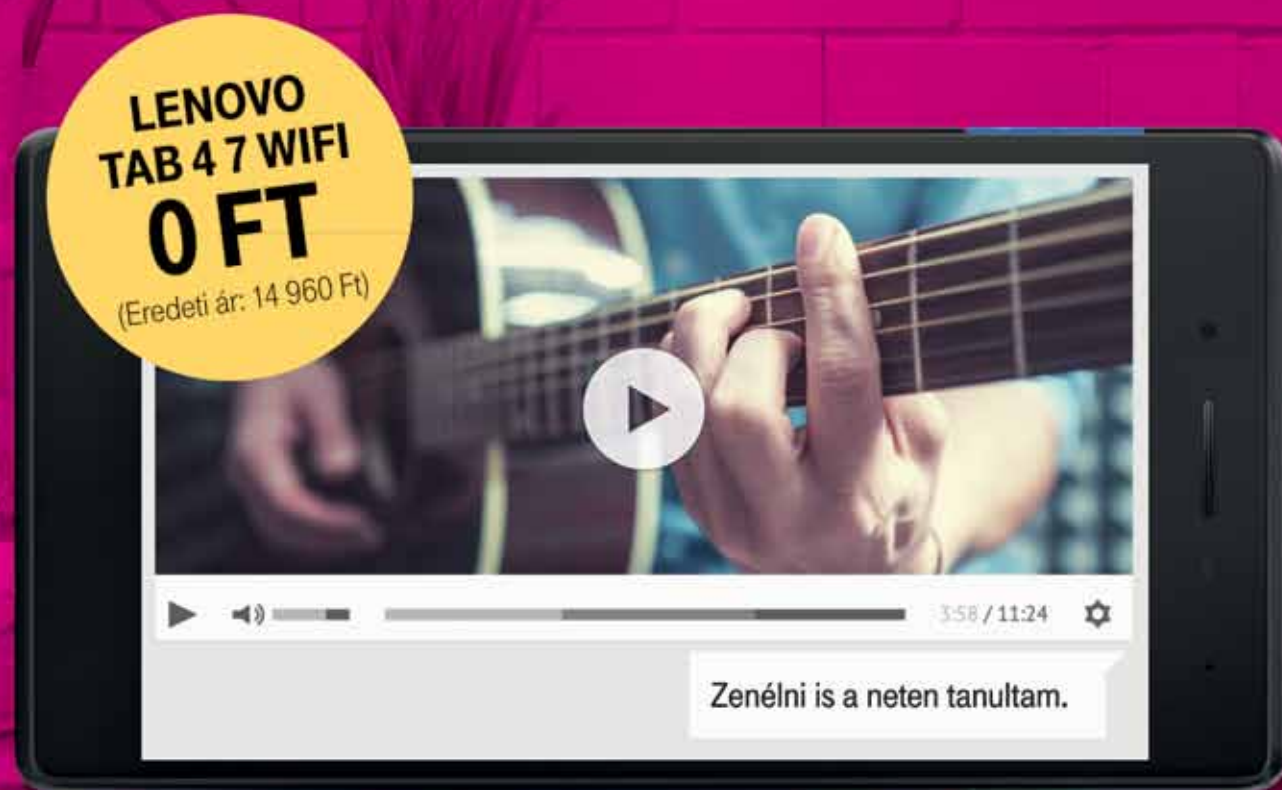 LENOVO
TAB 4 7 WIFI
0 FT
(Eredeti ár: 14 960 Ft)
3:58 / 11:24
Zenélni is a neten tanultam.